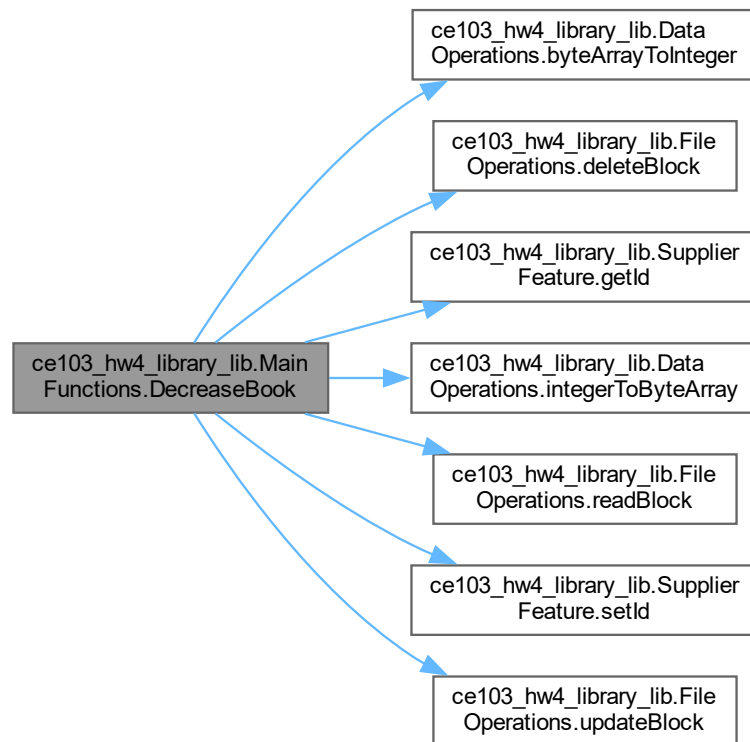 ce103_hw4_library_lib.Data
Operations.byteArrayToInteger
ce103_hw4_library_lib.File
Operations.deleteBlock
ce103_hw4_library_lib.Supplier
Feature.getId
ce103_hw4_library_lib.Main
Functions.DecreaseBook
ce103_hw4_library_lib.Data
Operations.integerToByteArray
ce103_hw4_library_lib.File
Operations.readBlock
ce103_hw4_library_lib.Supplier
Feature.setId
ce103_hw4_library_lib.File
Operations.updateBlock